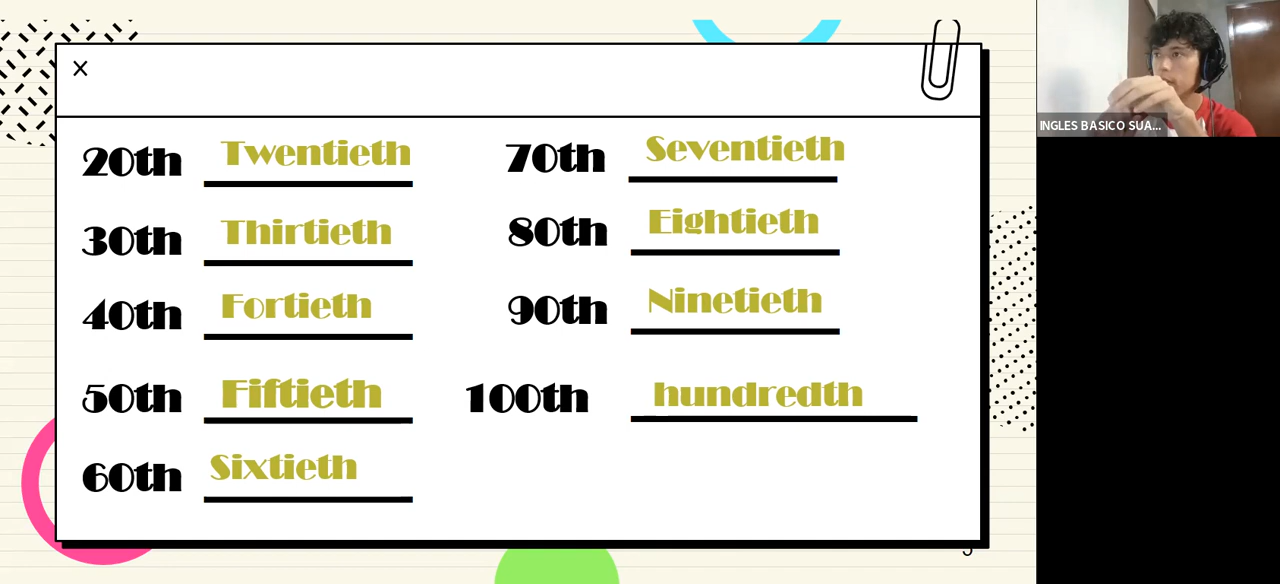 ×
20th Twentieth
30th Thirtieth
40th Fortieth
50th Fiftieth
60th Sixtieth
70th Seventieth
80th Eightieth
90th Ninetieth
100th hundredth
INGLES BASICO SUA...